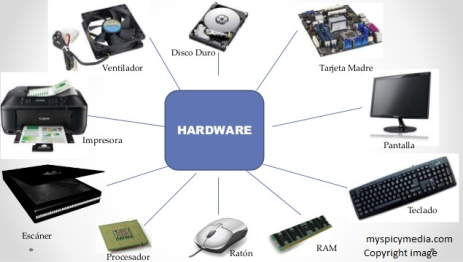 Disco Duro
Ventilador
Tarjeta Madre
Impresora
HARDWARE
Pantalla
Teclado
Escáner
Procesador
Ratón
RAM
myspicymedia.com
Copyright image